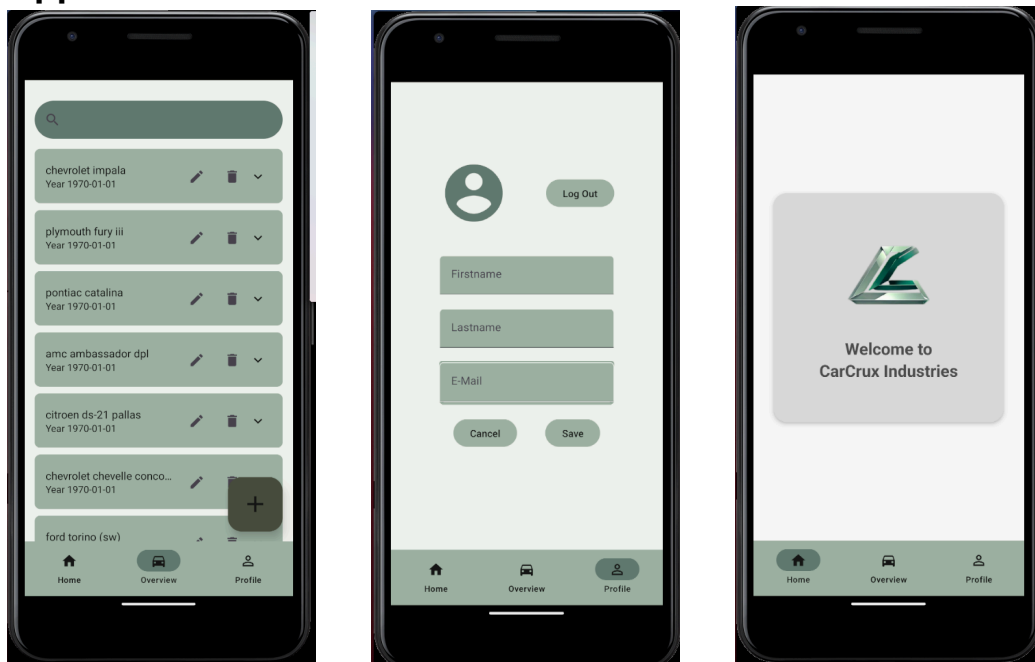 chevrolet impala
Year 1970-01-01
plymouth fury iii
Year 1970-01-01
pontiac catalina
Year 1970-01-01
amc ambassador dpl
Year 1970-01-01
citroen ds-21 pallas
Year 1970-01-01
chevrolet chevelle conco...
Year 1970-01-01
ford torino (sw)
Home Overview Profile
Log Out
Firstname
Lastname
E-Mail
Cancel Save
Home Overview Profile
Welcome to
CarCrux Industries
Home Overview Profile